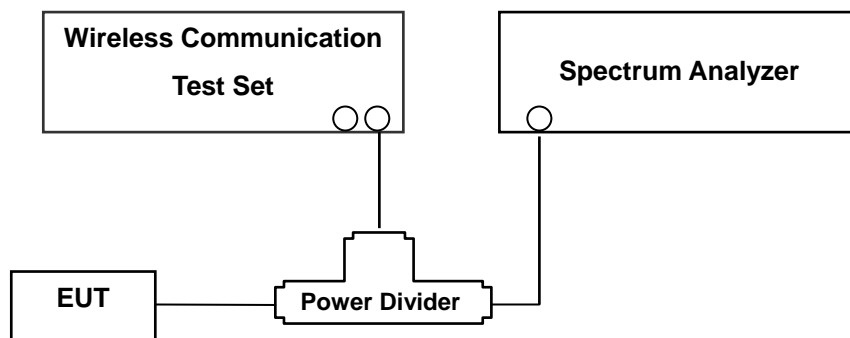 Wireless Communication
Test Set
Spectrum Analyzer
EUT
Power Divider